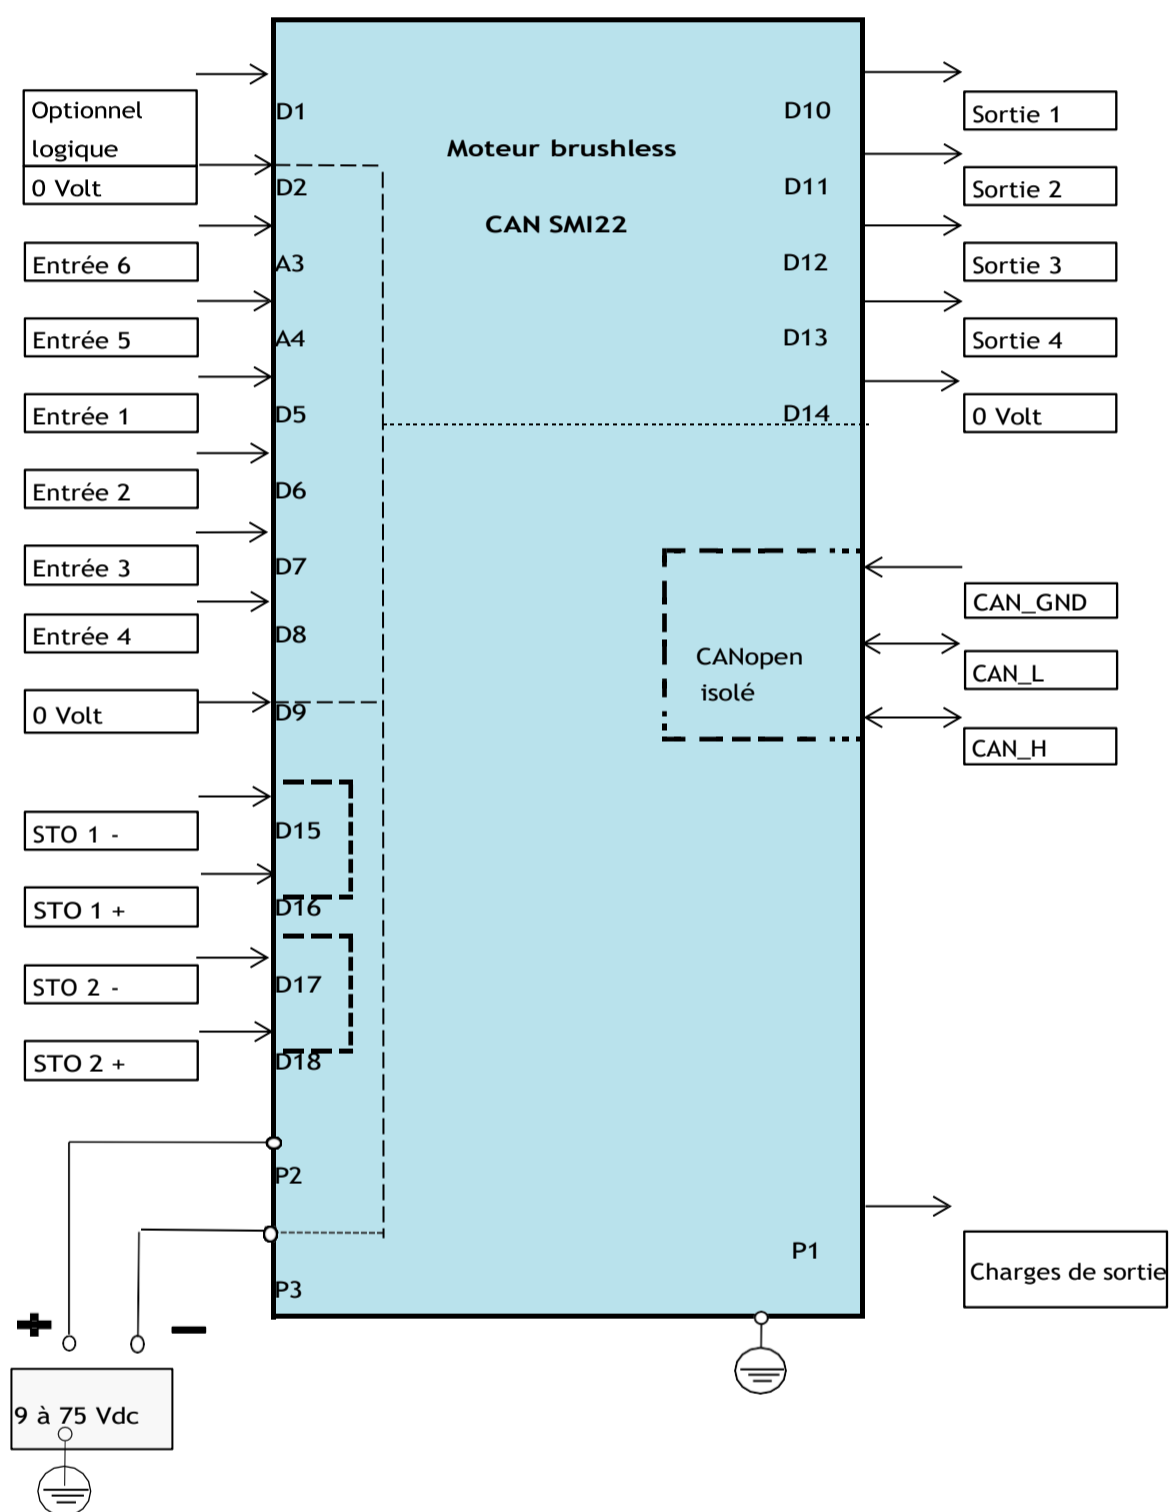 Optionnel
logique
0 Volt
Entrée 6
Entrée 5
Entrée 1
Entrée 2
Entrée 3
Entrée 4
0 Volt
STO 1 -
STO 1 +
STO 2 -
STO 2 +
D1
D2
A3
A4
D5
D6
D7
D8
D9
D15
D16
D17
D18
P2
P3
Moteur brushless
CAN SMI22
CANopen
isolé
D10
D11
D12
D13
D14
P1
Sortie 1
Sortie 2
Sortie 3
Sortie 4
0 Volt
CAN_GND
CAN_L
CAN_H
Charges de sortie
+ −
9 à 75 Vdc